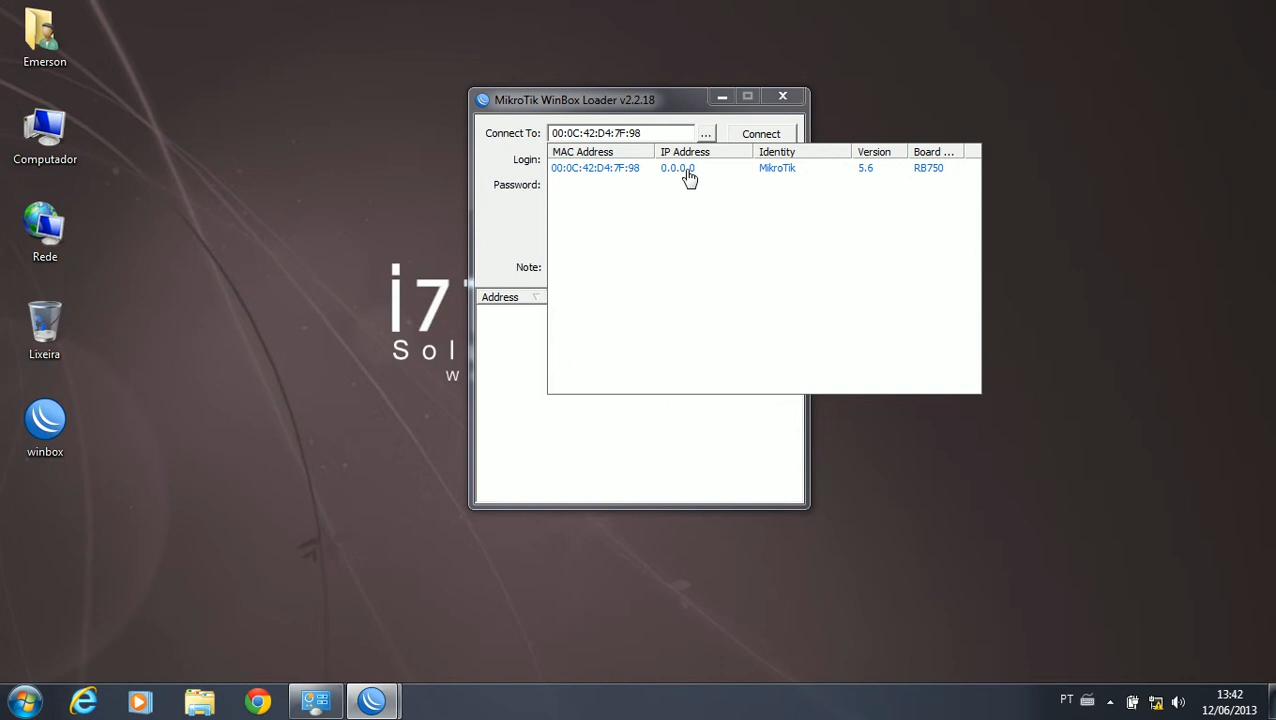 Emerson
Computador
Rede
Lixeira
winbox
MikroTik WinBox Loader v2.2.18
Connect To: 00:0C:42:D4:7F:98 ... Connect
Login:
Password:
Note:
Address
MAC Address IP Address Identity Version Board ...
00:0C:42:D4:7F:98 0.0.0.0 MikroTik 5.6 RB750
i7
Sol
w
PT
13:42
12/06/2013